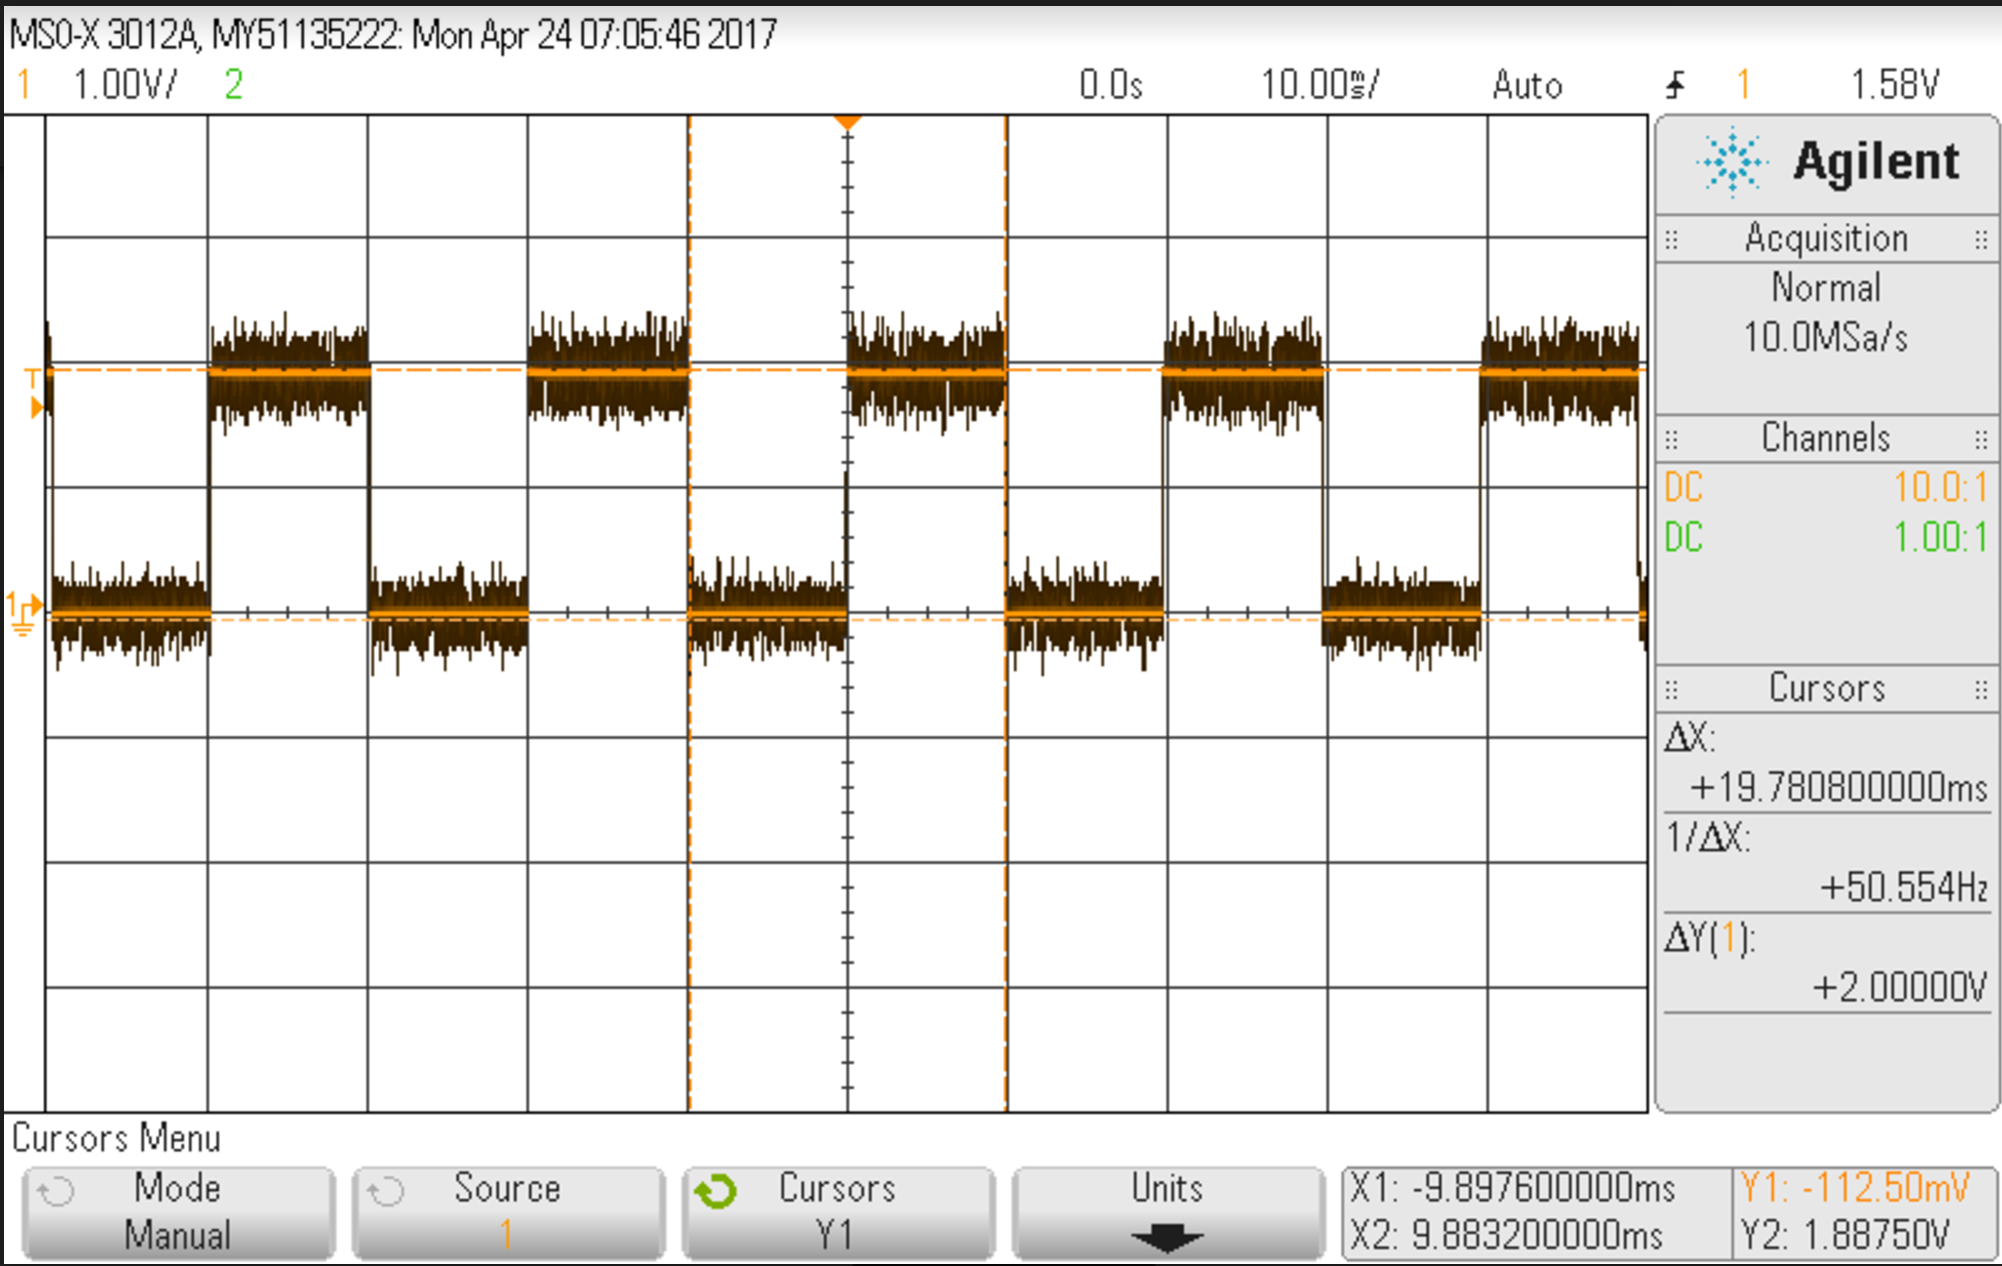 MSO-X 3012A, MY51135222: Mon Apr 24 07:05:46 2017
1 1.00V/ 2 0.0s 10.00ms/ Auto 1 1.58V
Agilent
Acquisition
Normal
10.0MSa/s
Channels
DC 10.0:1
DC 1.00:1
Cursors
ΔX:
+19.780800000ms
1/ΔX:
+50.554Hz
ΔY(1):
+2.00000V
T
1
Cursors Menu
Mode
Manual
Source
1
Cursors
Y1
Units
X1: -9.897600000ms
X2: 9.883200000ms
Y1: -112.50mV
Y2: 1.88750V